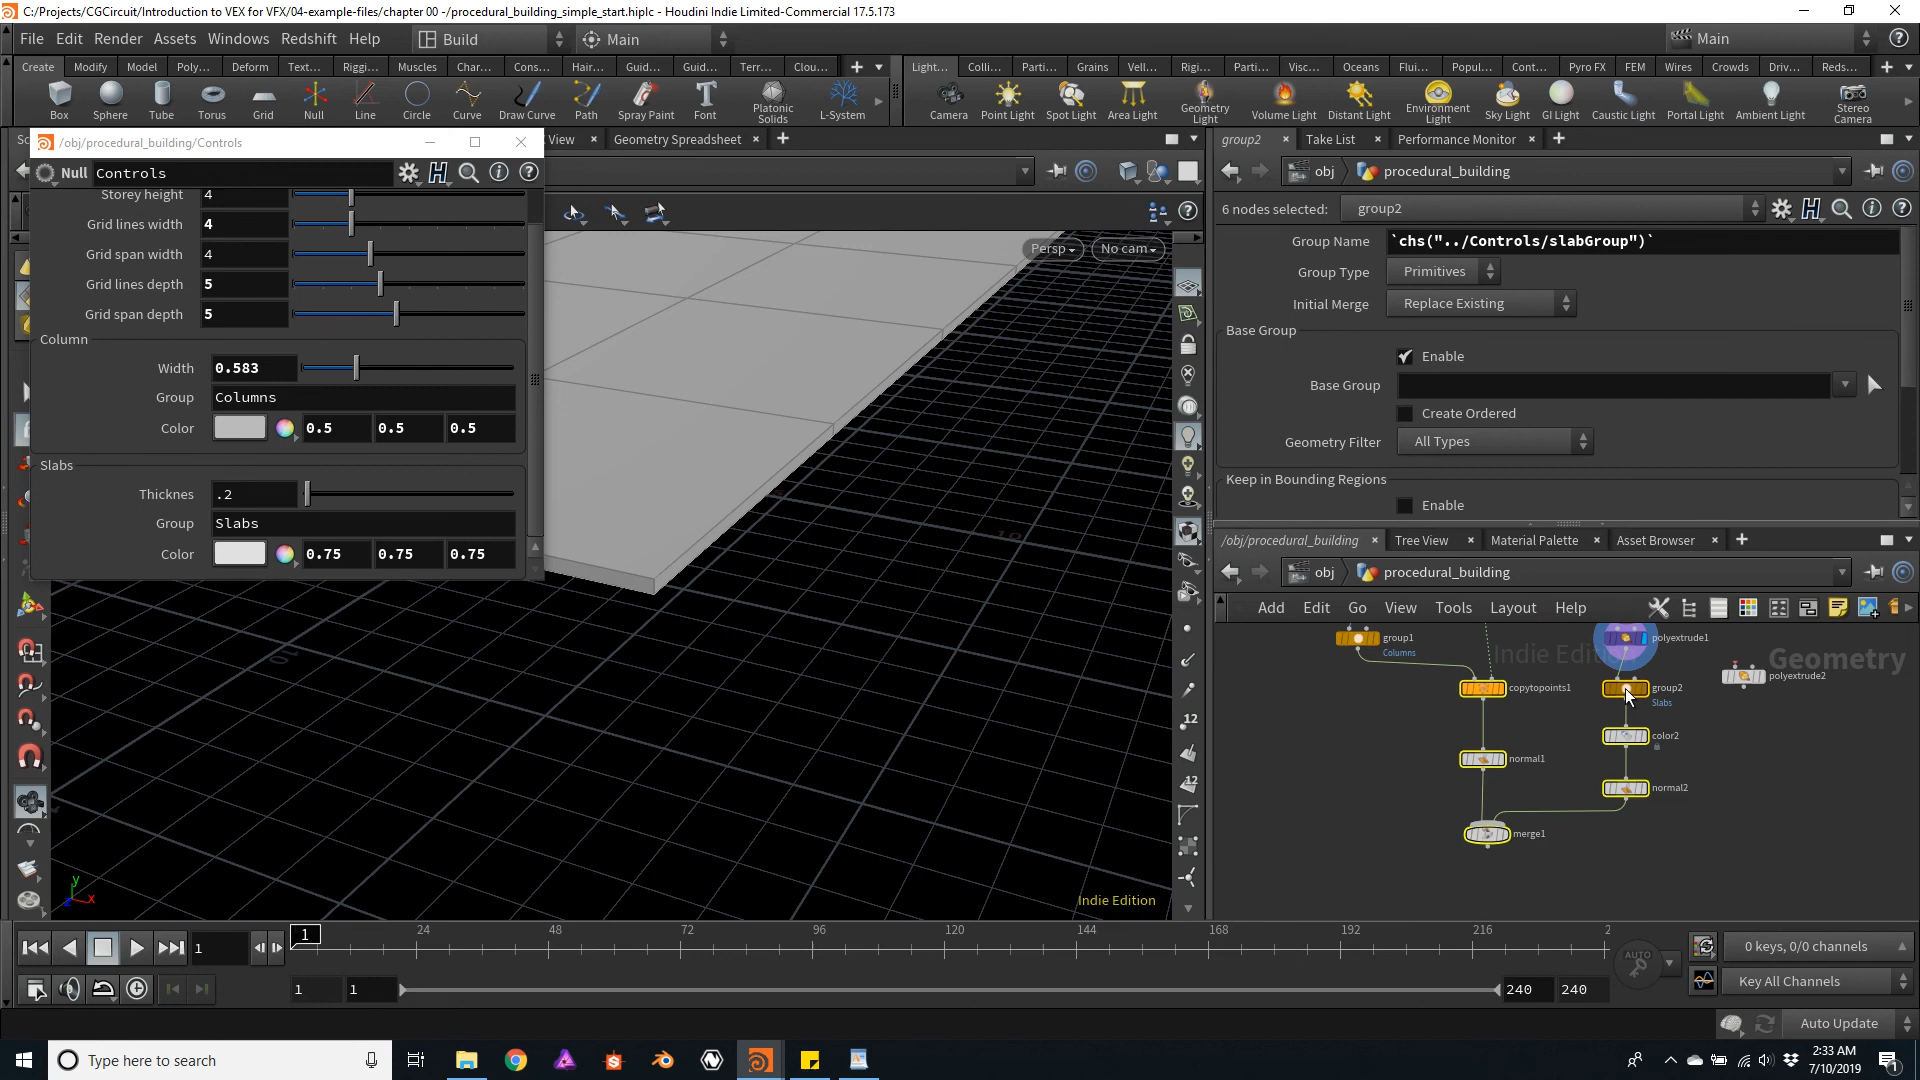 C:/Projects/CGCircuit/Introduction to VEX for VFX/04-example-files/chapter 00 -/procedural_building_simple_start.hiplc - Houdini Indie Limited-Commercial 17.5.173
File Edit Render Assets Windows Redshift Help Build Main Main
Create Modify Model Poly... Deform Text... Riggi... Muscles Char... Cons... Hair... Guid... Guid... Terr... Clou... Light... Colli... Parti... Grains Vell... Rigi... Parti... Visc... Oceans Flui... Popul... Cont... Pyro FX FEM Wires Crowds Driv... Reds...
Box Sphere Tube Torus Grid Null Line Circle Curve Draw Curve Path Spray Paint Font Platonic Solids L-System Camera Point Light Spot Light Area Light Geometry Light Volume Light Distant Light Environment Light Sky Light GI Light Caustic Light Portal Light Ambient Light Stereo Camera
/obj/procedural_building/Controls
View Geometry Spreadsheet
group2 Take List Performance Monitor
Null Controls
obj procedural_building
Storey height 4
Grid lines width 4
Grid span width 4
Grid lines depth 5
Grid span depth 5
Column
Width 0.583
Group Columns
Color 0.5 0.5 0.5
Slabs
Thicknes .2
Group Slabs
Color 0.75 0.75 0.75
Persp No cam
10
10
12
12
y
x
z
Indie Edition
6 nodes selected: group2
Group Name `chs("../Controls/slabGroup")`
Group Type Primitives
Initial Merge Replace Existing
Base Group
Enable
Base Group
Create Ordered
Geometry Filter All Types
Keep in Bounding Regions
Enable
/obj/procedural_building Tree View Material Palette Asset Browser
obj procedural_building
Add Edit Go View Tools Layout Help
group1
Columns
polyextrude1
Indie Edi
Geometry
polyextrude2
copytopoints1
group2
Slabs
color2
normal1
normal2
merge1
1
1 24 48 72 96 120 144 168 192 216 2
AUTO
0 keys, 0/0 channels
1 1 240 240
Key All Channels
Auto Update
Type here to search
2:33 AM
7/10/2019
1